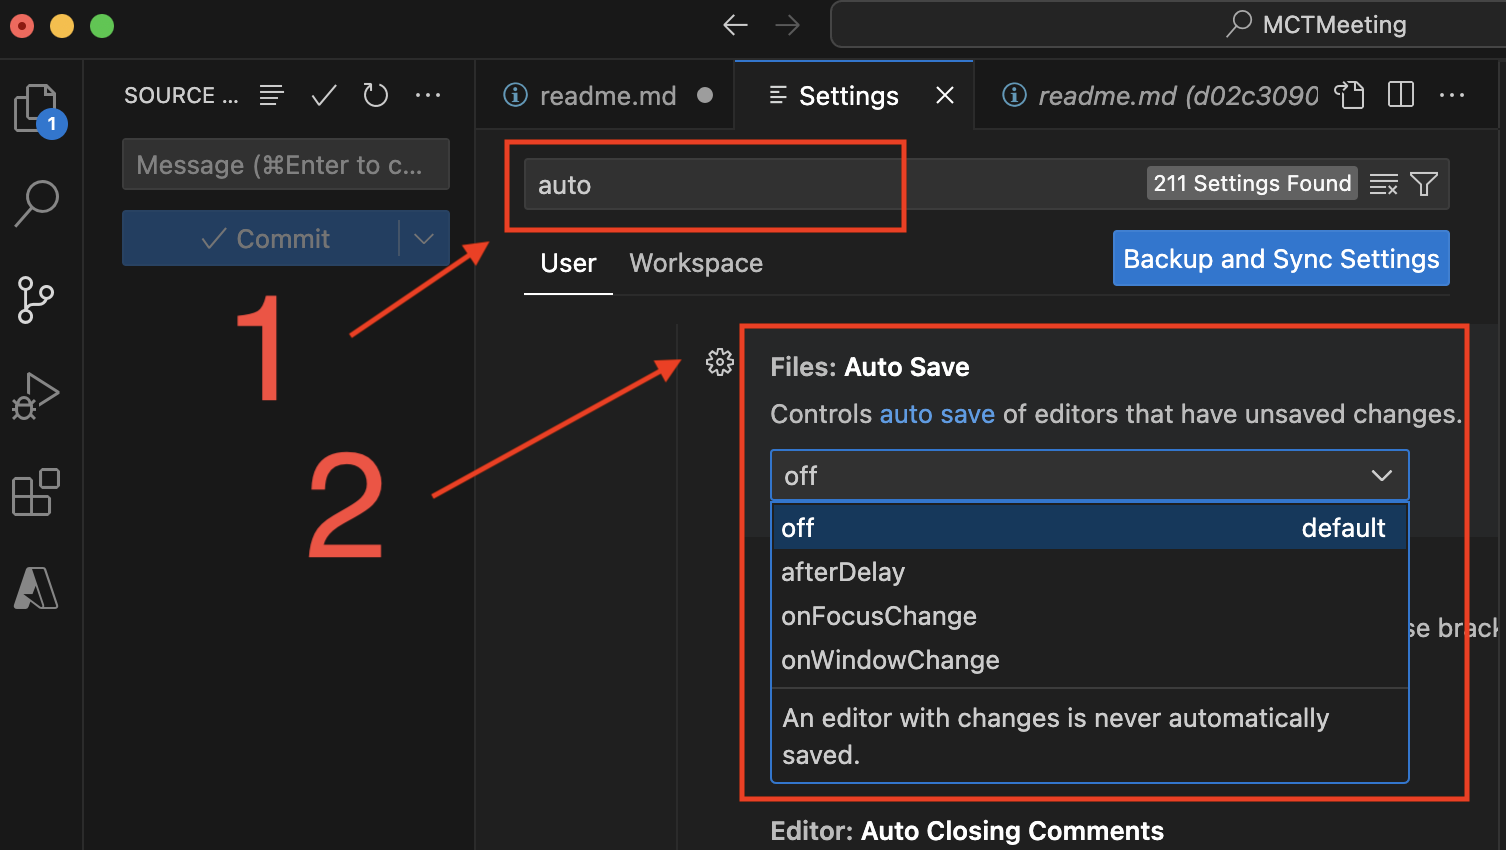 MCTMeeting
SOURCE ...
readme.md
Settings
readme.md (d02c3090
1
Message (⌘Enter to c...
auto
211 Settings Found
Commit
User
Workspace
Backup and Sync Settings
1
2
Files: Auto Save
Controls auto save of editors that have unsaved changes.
off
off default
afterDelay
onFocusChange
se brack
onWindowChange
An editor with changes is never automatically
saved.
Editor: Auto Closing Comments